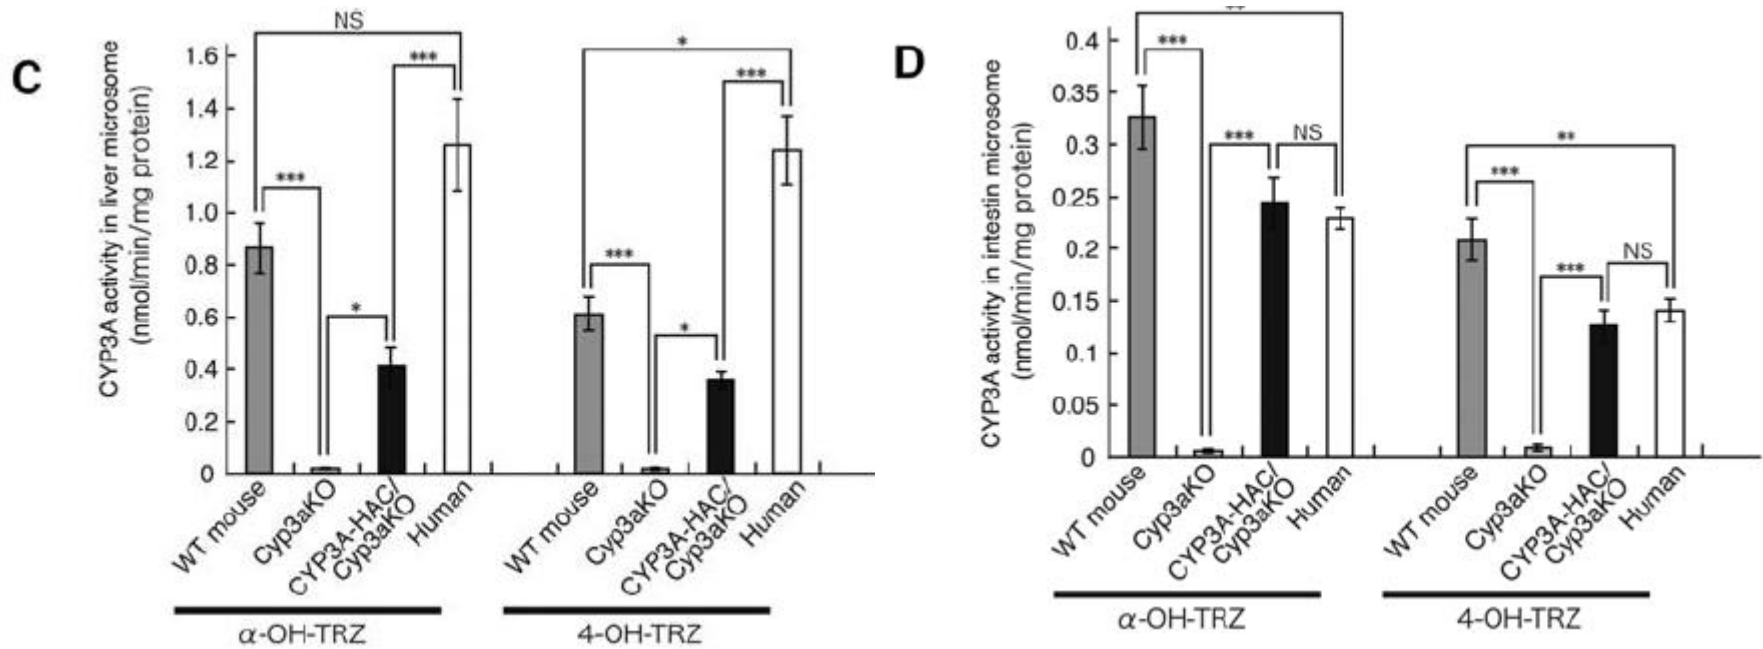 C
CYP3A activity in liver microsome
(nmol/min/mg protein)
1.6
1.4
1.2
1.0
0.8
0.6
0.4
0.2
0
NS
***
***
*
*
***
***
*
WT mouse
Cyp3aKO
CYP3A-HAC/
Cyp3aKO
Human
WT mouse
Cyp3aKO
CYP3A-HAC/
Cyp3aKO
Human
α-OH-TRZ
4-OH-TRZ
D
CYP3A activity in intestin microsome
(nmol/min/mg protein)
0.4
0.35
0.3
0.25
0.2
0.15
0.1
0.05
0
**
***
***
NS
**
***
***
NS
WT mouse
Cyp3aKO
CYP3A-HAC/
Cyp3aKO
Human
WT mouse
Cyp3aKO
CYP3A-HAC/
Cyp3aKO
Human
α-OH-TRZ
4-OH-TRZ